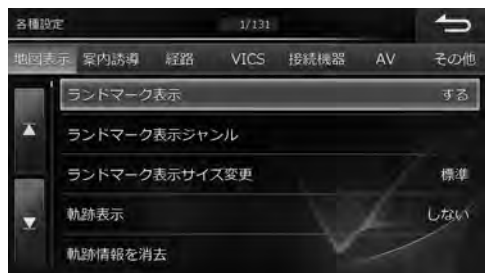 各種設定 1/131
地図表示 案内誘導 経路 VICS 接続機器 AV その他
ランドマーク表示 する
ランドマーク表示ジャンル
ランドマーク表示サイズ変更 標準
軌跡表示 しない
軌跡情報を消去